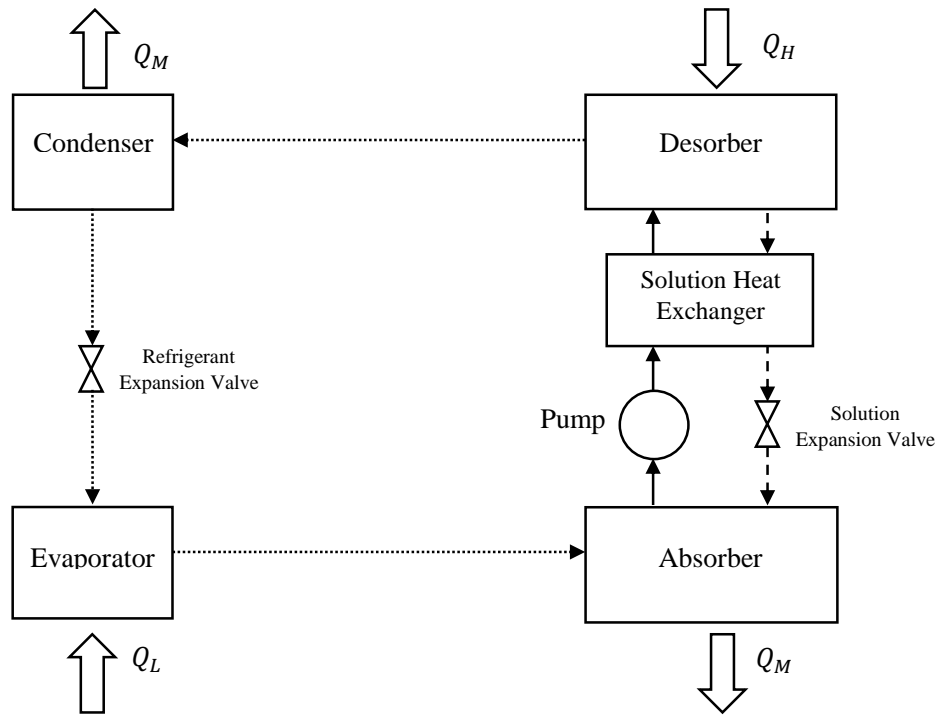 Q_M
Q_H
Condenser
Desorber
Solution Heat
Exchanger
Refrigerant
Expansion Valve
Pump
Solution
Expansion Valve
Evaporator
Absorber
Q_L
Q_M